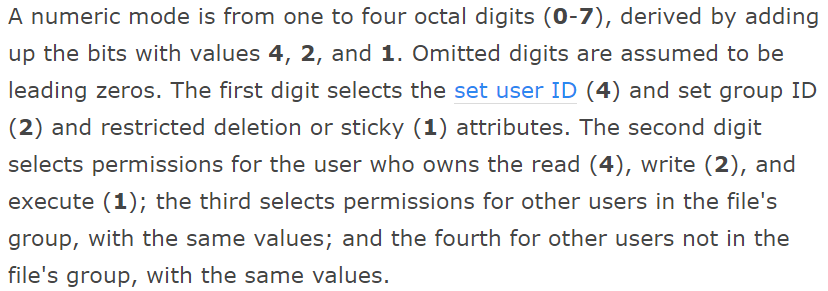 A numeric mode is from one to four octal digits (0-7), derived by adding
up the bits with values 4, 2, and 1. Omitted digits are assumed to be
leading zeros. The first digit selects the set user ID (4) and set group ID
(2) and restricted deletion or sticky (1) attributes. The second digit
selects permissions for the user who owns the read (4), write (2), and
execute (1); the third selects permissions for other users in the file's
group, with the same values; and the fourth for other users not in the
file's group, with the same values.